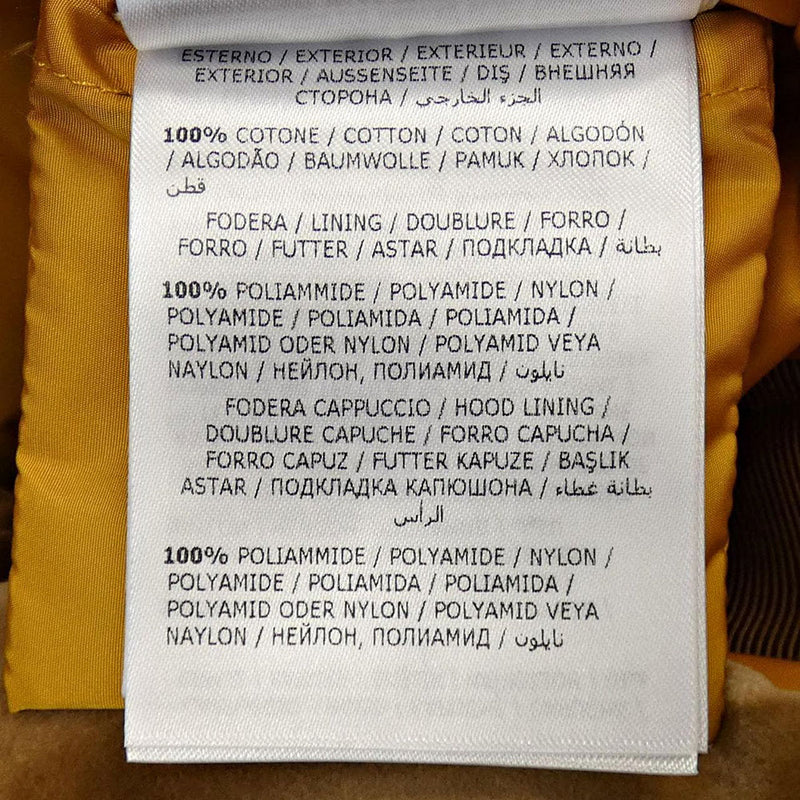 ESTERNO / EXTERIOR / EXTERIEUR / EXTERNO /
EXTERIOR / AUSSENSEITE / DIŞ / ВНЕШНЯЯ
СТОРОНА / الجزء الخارجي
100% COTONE / COTTON / COTON / ALGODÓN
/ ALGODÃO / BAUMWOLLE / PAMUK / ХЛОПОК /
قطن
FODERA / LINING / DOUBLURE / FORRO /
FORRO / FUTTER / ASTAR / ПОДКЛАДКА / بطانة
100% POLIAMMIDE / POLYAMIDE / NYLON /
POLYAMIDE / POLIAMIDA / POLIAMIDA /
POLYAMID ODER NYLON / POLYAMID VEYA
NAYLON / НЕЙЛОН, ПОЛИАМИД / نايلون
FODERA CAPPUCCIO / HOOD LINING /
DOUBLURE CAPUCHE / FORRO CAPUCHA /
FORRO CAPUZ / FUTTER KAPUZE / BAŞLIK
ASTAR / ПОДКЛАДКА КАПЮШОНА / بطانة غطاء
الرأس
100% POLIAMMIDE / POLYAMIDE / NYLON /
POLYAMIDE / POLIAMIDA / POLIAMIDA /
POLYAMID ODER NYLON / POLYAMID VEYA
NAYLON / НЕЙЛОН, ПОЛИАМИД / نايلون